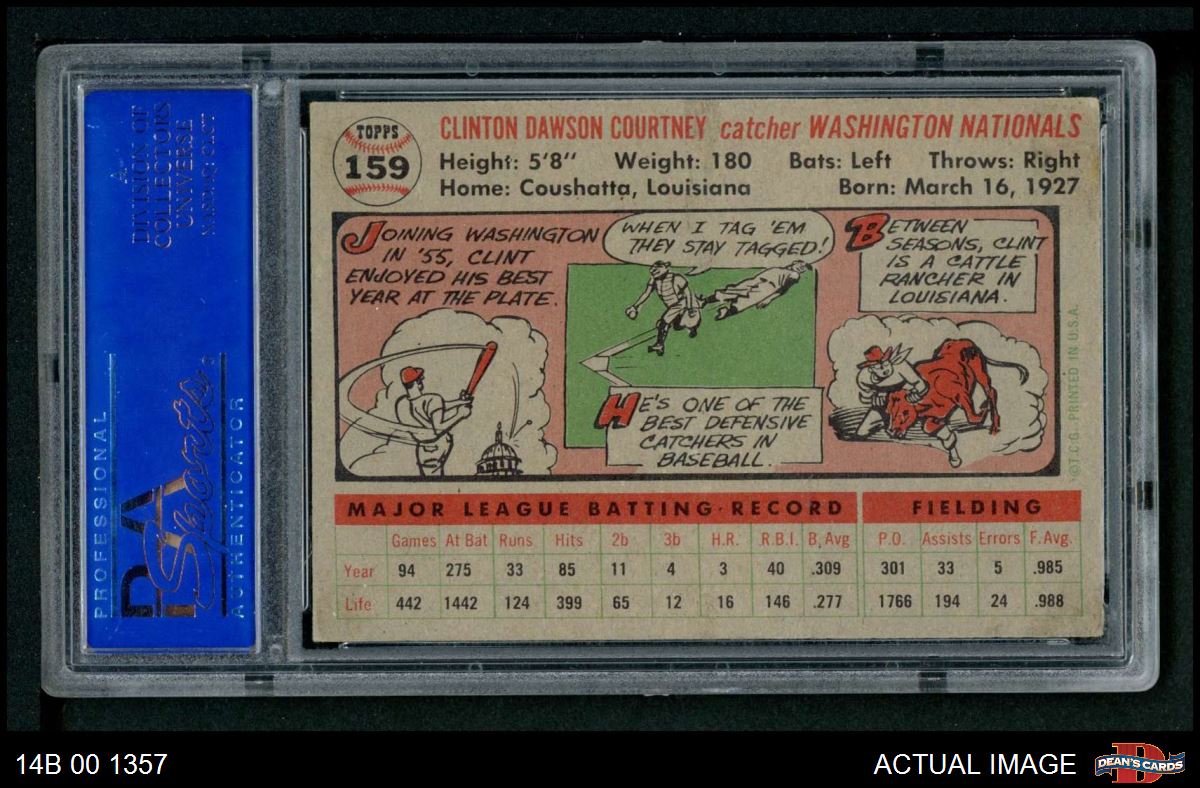 DIVISION OF
COLLECTORS
UNIVERSE
NASDAQ: CLCT
PROFESSIONAL
PSA
Sports
AUTHENTICATOR
TOPPS
159
CLINTON DAWSON COURTNEY catcher WASHINGTON NATIONALS
Height: 5'8" Weight: 180 Bats: Left Throws: Right
Home: Coushatta, Louisiana Born: March 16, 1927
JOINING WASHINGTON
IN '55, CLINT
ENJOYED HIS BEST
YEAR AT THE PLATE.
WHEN I TAG 'EM
THEY STAY TAGGED!
HE'S ONE OF THE
BEST DEFENSIVE
CATCHERS IN
BASEBALL.
BETWEEN
SEASONS, CLINT
IS A CATTLE
RANCHER IN
LOUISIANA.
©T.C.G. PRINTED IN U.S.A.
MAJOR LEAGUE BATTING RECORD FIELDING
Games At Bat Runs Hits 2b 3b H.R. R.B.I. B. Avg P.O. Assists Errors F. Avg.
Year 94 275 33 85 11 4 3 40 .309 301 33 5 .985
Life 442 1442 124 399 65 12 16 146 .277 1766 194 24 .988
14B 00 1357
ACTUAL IMAGE
D
DEAN'S CARDS